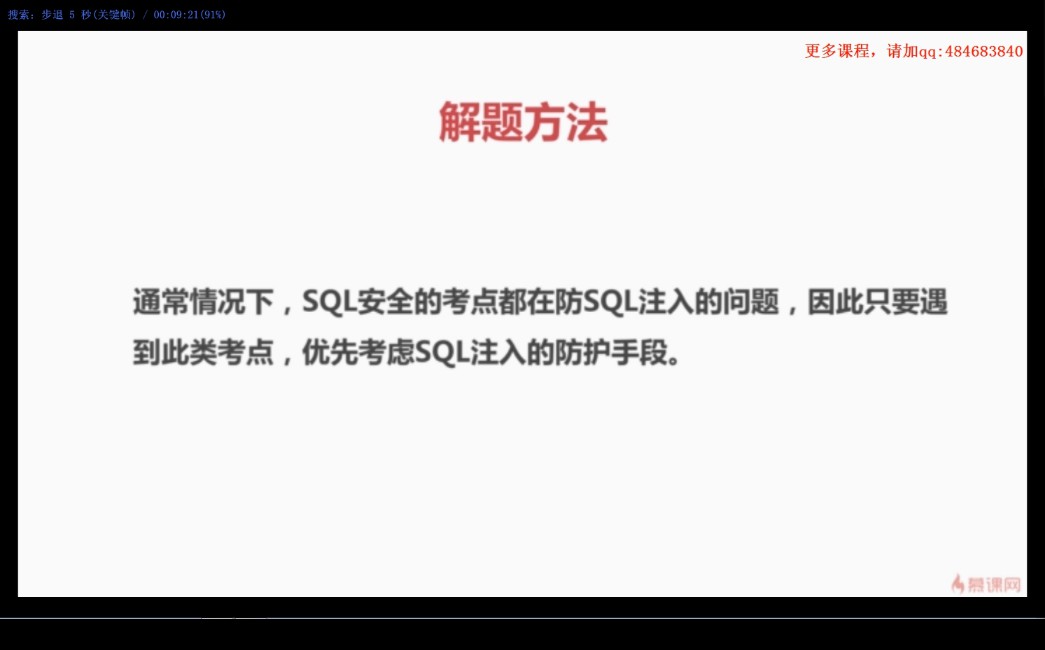 搜索: 步退 5 秒(关键帧) / 00:09:21(91%)
更多课程，请加qq:484683840
解题方法
通常情况下，SQL安全的考点都在防SQL注入的问题，因此只要遇
到此类考点，优先考虑SQL注入的防护手段。
慕课网